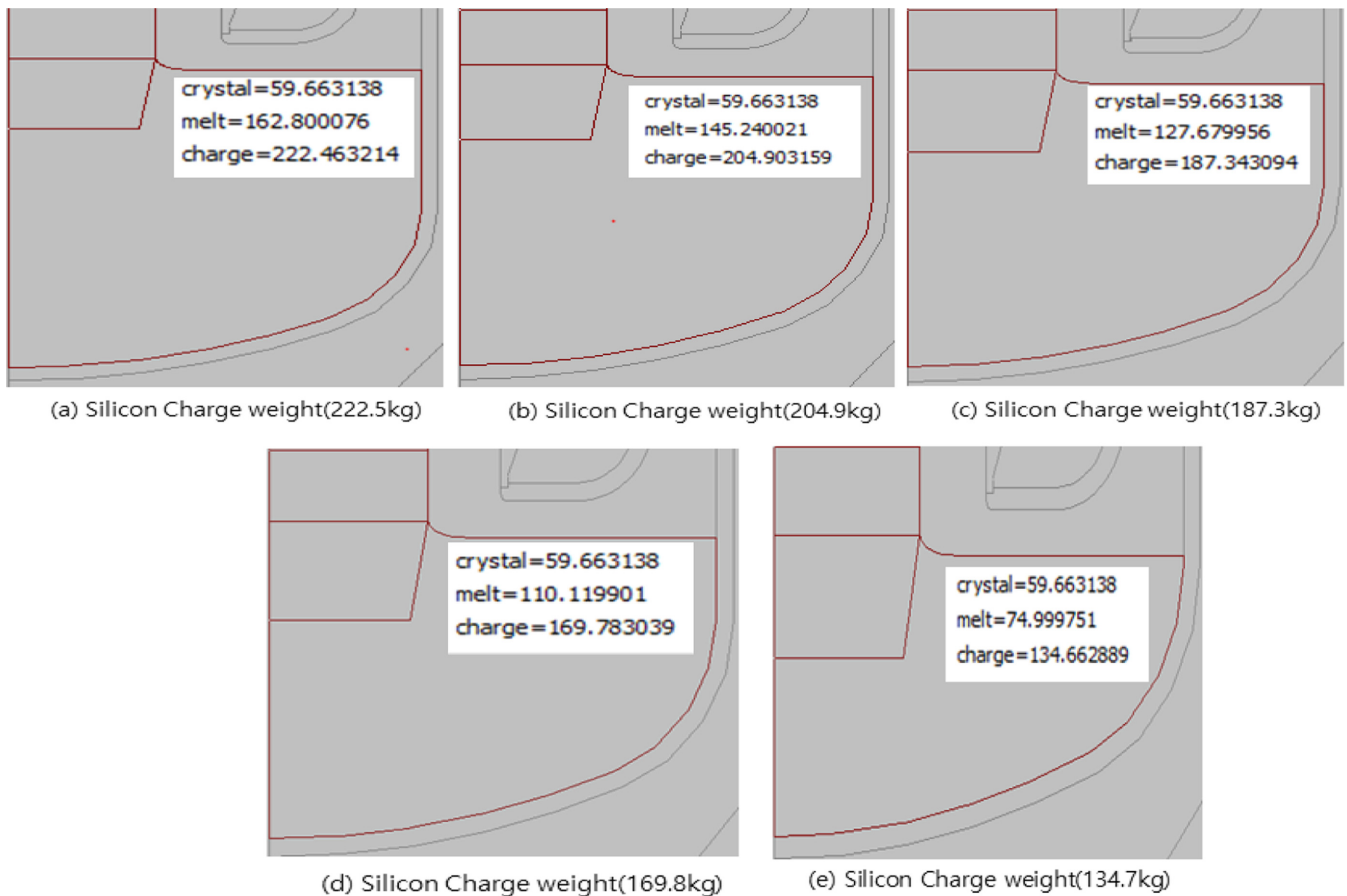 crystal=59.663138
melt=162.800076
charge=222.463214
crystal=59.663138
melt=145.240021
charge=204.903159
crystal=59.663138
melt=127.679956
charge=187.343094
(a) Silicon Charge weight(222.5kg)
(b) Silicon Charge weight(204.9kg)
(c) Silicon Charge weight(187.3kg)
crystal=59.663138
melt=110.119901
charge=169.783039
crystal=59.663138
melt=74.999751
charge=134.662889
(d) Silicon Charge weight(169.8kg)
(e) Silicon Charge weight(134.7kg)